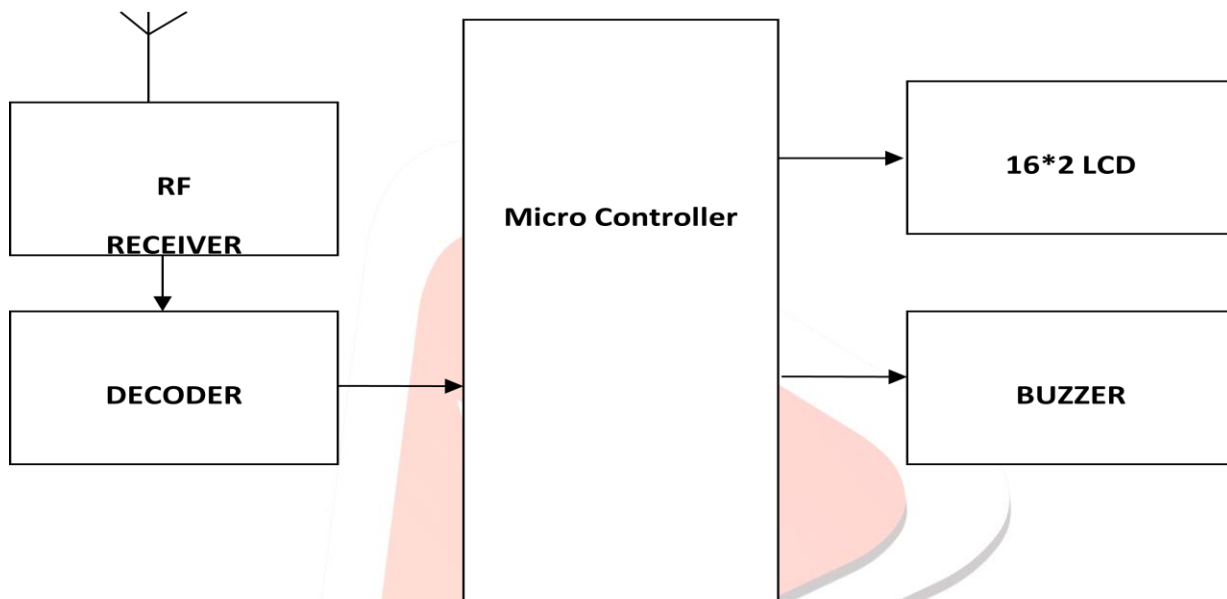 RF
RECEIVER
Micro Controller
16*2 LCD
DECODER
BUZZER